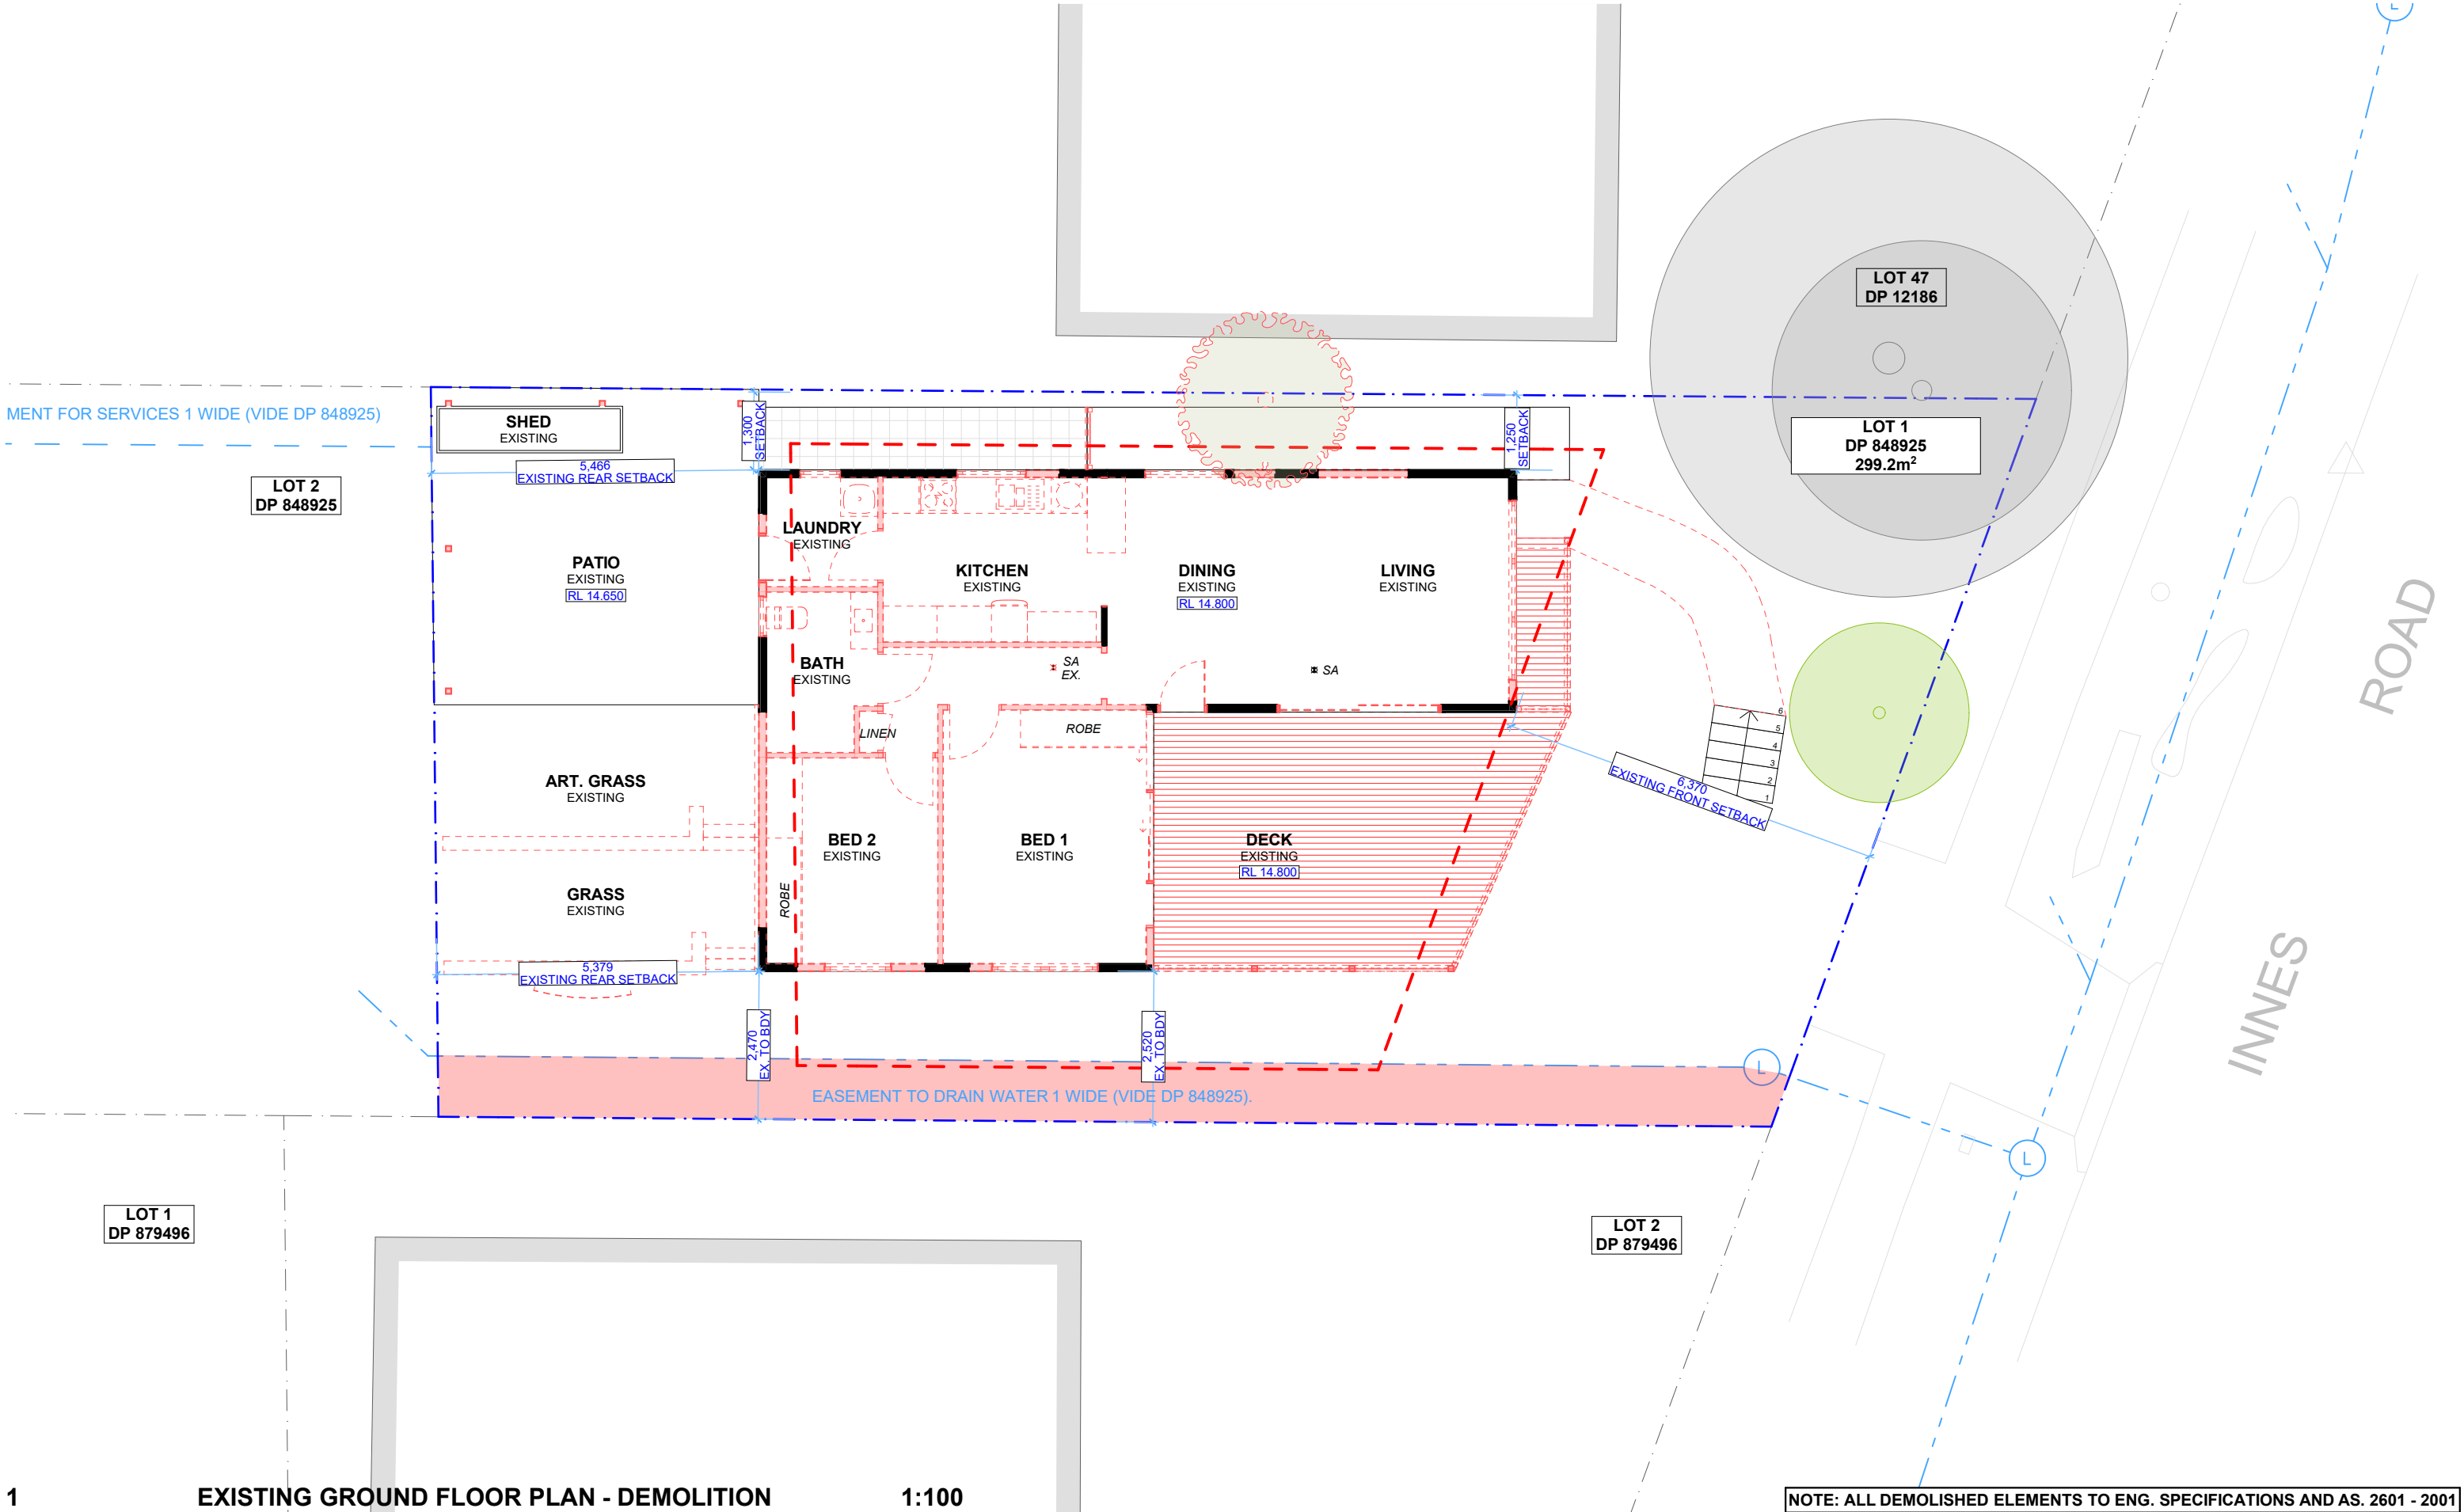 L
LOT 47
DP 12186
MENT FOR SERVICES 1 WIDE (VIDE DP 848925)
SHED
EXISTING
1,300
SETBACK
1,250
SETBACK
LOT 1
DP 848925
299.2m²
5,466
EXISTING REAR SETBACK
LOT 2
DP 848925
LAUNDRY
EXISTING
PATIO
EXISTING
RL 14.650
KITCHEN
EXISTING
DINING
EXISTING
RL 14.800
LIVING
EXISTING
ROAD
BATH
EXISTING
SA
EX.
SA
LINEN
ROBE
6
5
4
3
2
1
6,370
EXISTING FRONT SETBACK
ART. GRASS
EXISTING
BED 2
EXISTING
BED 1
EXISTING
DECK
EXISTING
RL 14.800
GRASS
EXISTING
ROBE
5,379
EXISTING REAR SETBACK
INNES
2,470
EX. TO BDY
2,520
EX. TO BDY
L
EASEMENT TO DRAIN WATER 1 WIDE (VIDE DP 848925).
L
LOT 1
DP 879496
LOT 2
DP 879496
1
EXISTING GROUND FLOOR PLAN - DEMOLITION
1:100
NOTE: ALL DEMOLISHED ELEMENTS TO ENG. SPECIFICATIONS AND AS. 2601 - 2001